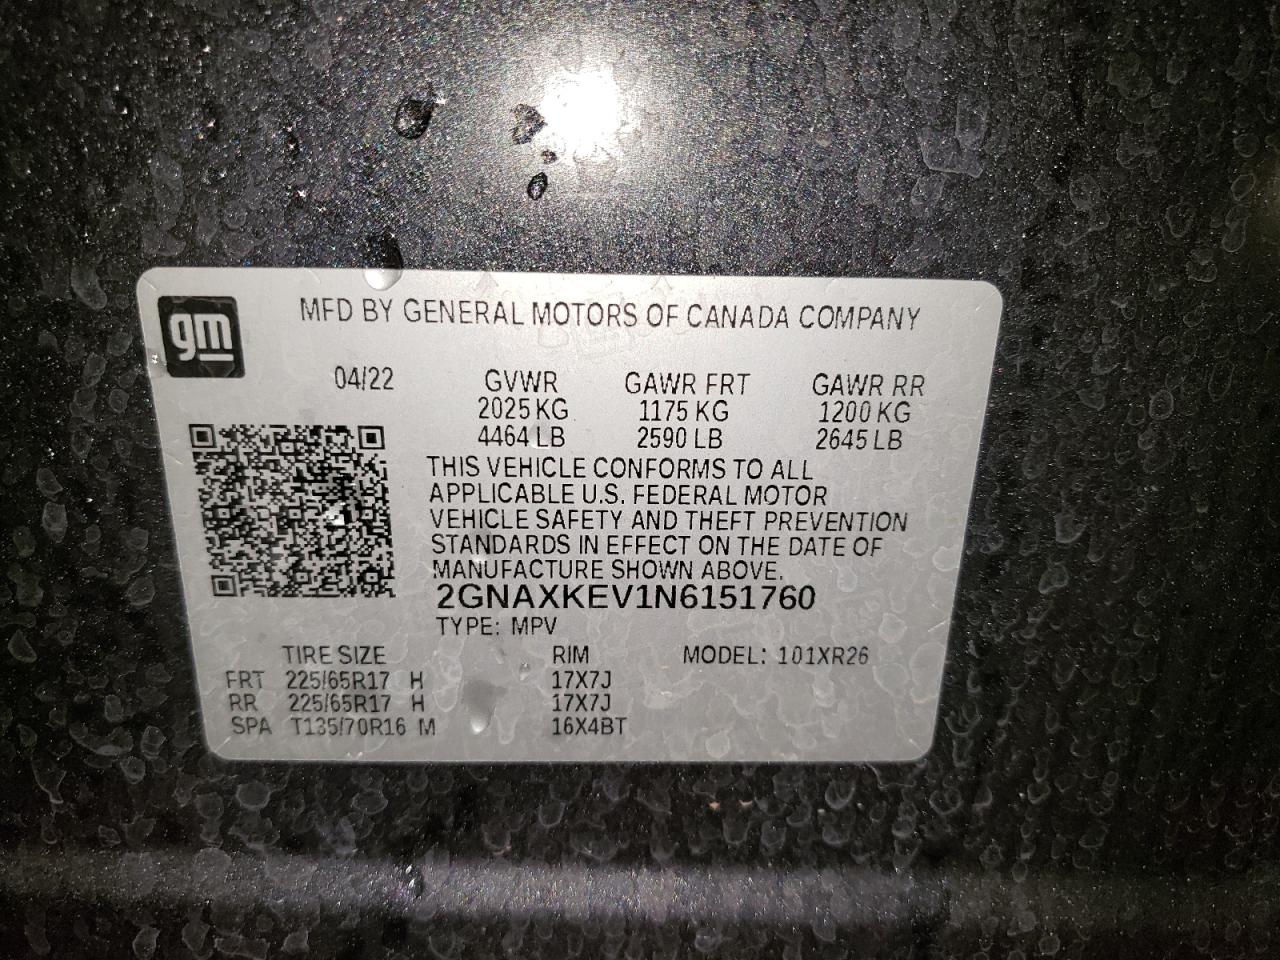 gm
MFD BY GENERAL MOTORS OF CANADA COMPANY
04/22 GVWR GAWR FRT GAWR RR
2025 KG 1175 KG 1200 KG
4464 LB 2590 LB 2645 LB
THIS VEHICLE CONFORMS TO ALL
APPLICABLE U.S. FEDERAL MOTOR
VEHICLE SAFETY AND THEFT PREVENTION
STANDARDS IN EFFECT ON THE DATE OF
MANUFACTURE SHOWN ABOVE.
2GNAXKEV1N6151760
TYPE: MPV
TIRE SIZE RIM MODEL: 101XR26
FRT 225/65R17 H 17X7J
RR 225/65R17 H 17X7J
SPA T135/70R16 M 16X4BT